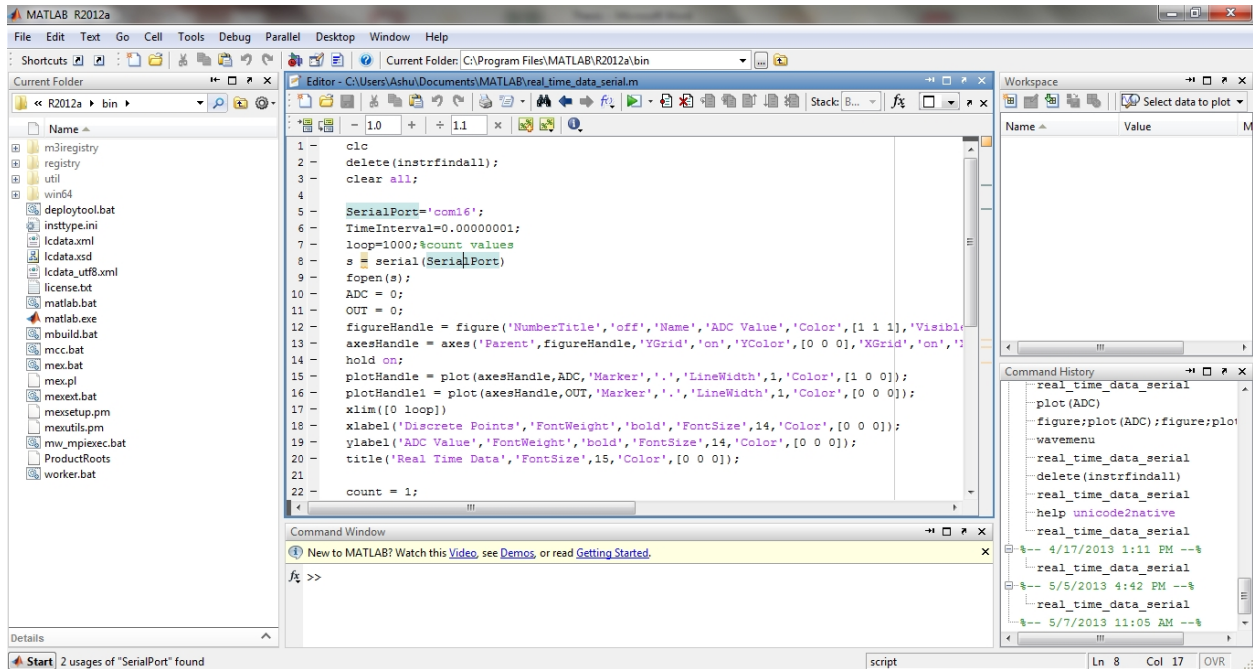 MATLAB R2012a
File Edit Text Go Cell Tools Debug Parallel Desktop Window Help
Shortcuts Current Folder: C:\Program Files\MATLAB\R2012a\bin
Current Folder
« R2012a ▸ bin ▸
Name
m3iregistry
registry
util
win64
deploytool.bat
insttype.ini
lcdata.xml
lcdata.xsd
lcdata_utf8.xml
license.txt
matlab.bat
matlab.exe
mbuild.bat
mcc.bat
mex.bat
mex.pl
mexext.bat
mexsetup.pm
mexutils.pm
mw_mpiexec.bat
ProductRoots
worker.bat
Details
Editor - C:\Users\Ashu\Documents\MATLAB\real_time_data_serial.m
Stack: B...
− 1.0 + ÷ 1.1 ×
1 − clc
2 − delete(instrfindall);
3 − clear all;
4
5 − SerialPort='com16';
6 − TimeInterval=0.00000001;
7 − loop=1000;%count values
8 − s = serial(SerialPort)
9 − fopen(s);
10 − ADC = 0;
11 − OUT = 0;
12 − figureHandle = figure('NumberTitle','off','Name','ADC Value','Color',[1 1 1],'Visibl
13 − axesHandle = axes('Parent',figureHandle,'YGrid','on','YColor',[0 0 0],'XGrid','on','
14 − hold on;
15 − plotHandle = plot(axesHandle,ADC,'Marker','.','LineWidth',1,'Color',[1 0 0]);
16 − plotHandle1 = plot(axesHandle,OUT,'Marker','.','LineWidth',1,'Color',[0 0 0]);
17 − xlim([0 loop])
18 − xlabel('Discrete Points','FontWeight','bold','FontSize',14,'Color',[0 0 0]);
19 − ylabel('ADC Value','FontWeight','bold','FontSize',14,'Color',[0 0 0]);
20 − title('Real Time Data','FontSize',15,'Color',[0 0 0]);
21
22 − count = 1;
Command Window
New to MATLAB? Watch this Video, see Demos, or read Getting Started.
fx >>
Workspace
Select data to plot
Name Value M
Command History
real_time_data_serial
plot(ADC)
figure;plot(ADC);figure;plo
wavemenu
real_time_data_serial
delete(instrfindall)
real_time_data_serial
help unicode2native
real_time_data_serial
%-- 4/17/2013 1:11 PM --%
real_time_data_serial
%-- 5/5/2013 4:42 PM --%
real_time_data_serial
%-- 5/7/2013 11:05 AM --%
Start 2 usages of "SerialPort" found script Ln 8 Col 17 OVR